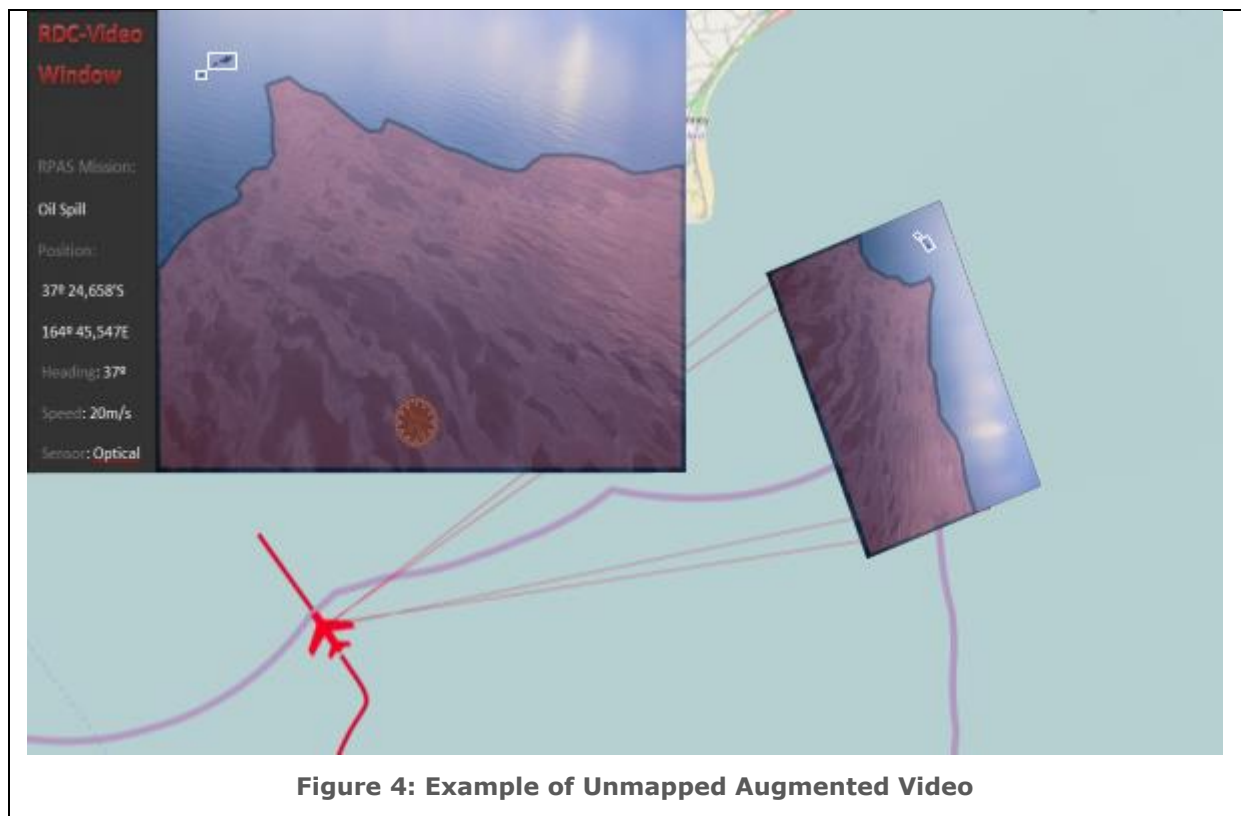 RDC-Video
Window
RPAS Mission:
Oil Spill
Position:
37º 24,658'S
164º 45,547E
Heading: 37º
Speed: 20m/s
Sensor: Optical
Figure 4: Example of Unmapped Augmented Video